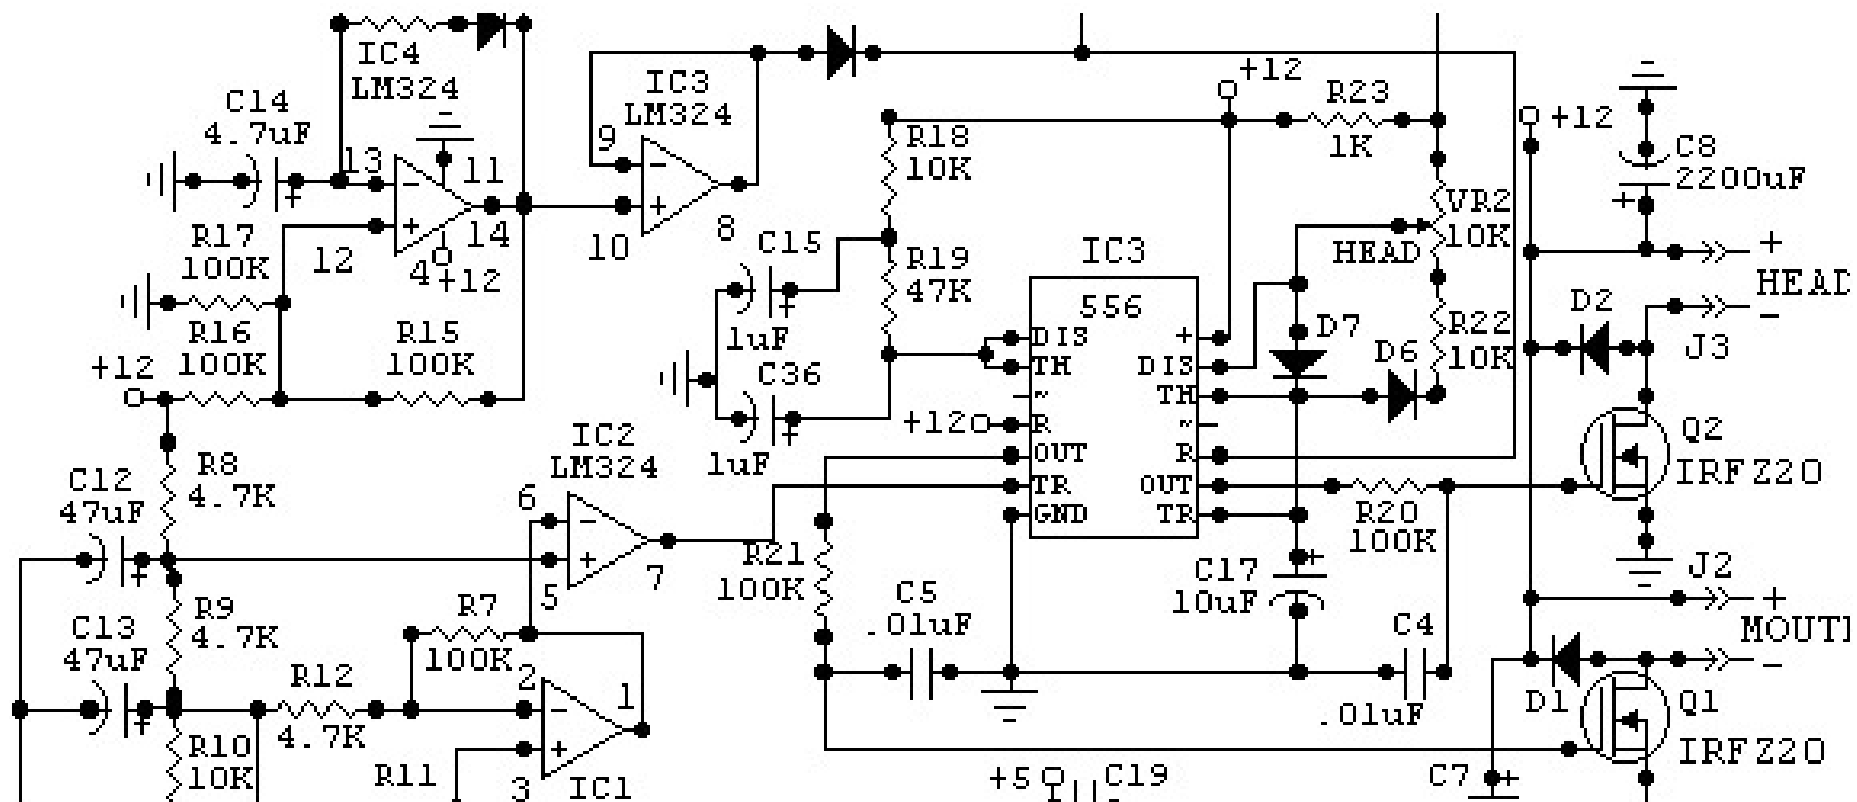 IC4
LM324
C14
4.7uF
13
11
12
14
4
+12
R17
100K
R16
100K
R15
100K
+12
IC3
LM324
9
10
8
+12
R23
1K
R18
10K
R19
47K
C15
1uF
C36
1uF
VR2
10K
HEAD
R22
10K
D7
D6
IC3
556
DIS
TH
~
R
OUT
TR
GND
+
DIS
TH
~
R
OUT
TR
+12
+12
C8
2200uF
+
+
HEAD
-
J3
D2
Q2
IRFZ20
R20
100K
C17
10uF
+
C4
.01uF
C5
.01uF
R21
100K
IC2
LM324
6
5
7
R8
4.7K
C12
47uF
R9
4.7K
C13
47uF
R7
100K
R12
4.7K
2
1
3
IC1
R10
10K
R11
J2
+
MOUTH
-
D1
Q1
IRFZ20
C7
+
+5
C19